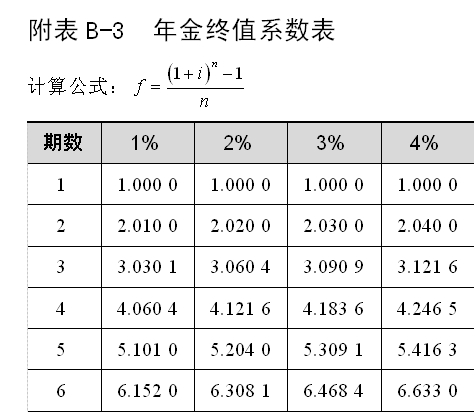 附表 B-3 年金终值系数表
计算公式: f = ((1+i)^n − 1) / n
期数 1% 2% 3% 4%
1 1.000 0 1.000 0 1.000 0 1.000 0
2 2.010 0 2.020 0 2.030 0 2.040 0
3 3.030 1 3.060 4 3.090 9 3.121 6
4 4.060 4 4.121 6 4.183 6 4.246 5
5 5.101 0 5.204 0 5.309 1 5.416 3
6 6.152 0 6.308 1 6.468 4 6.633 0